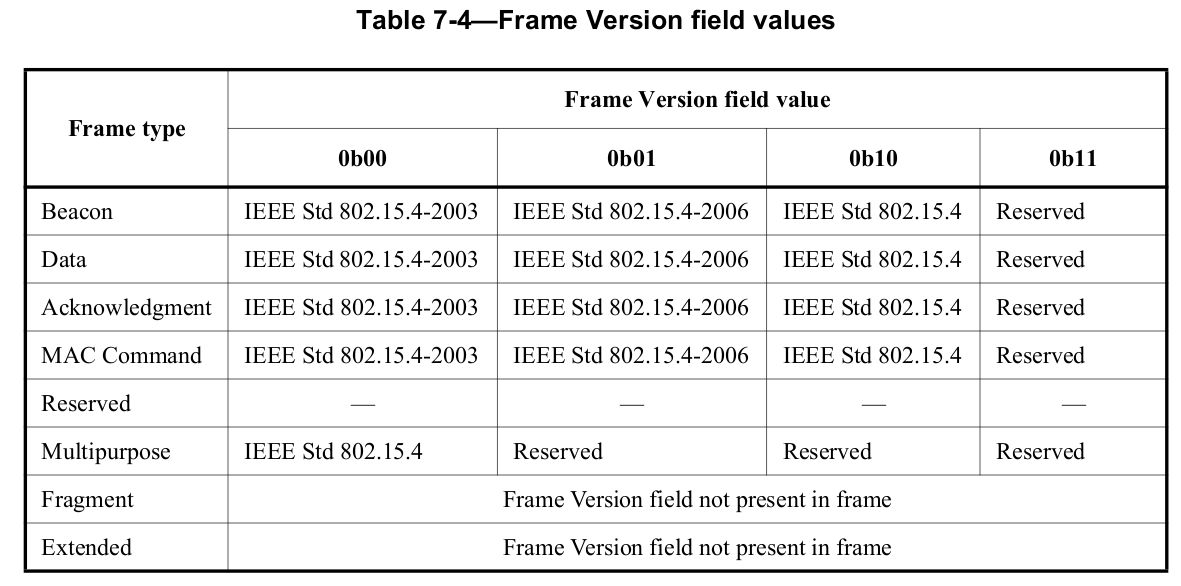 Table 7-4—Frame Version field values
Frame type
Frame Version field value
0b00 0b01 0b10 0b11
Beacon IEEE Std 802.15.4-2003 IEEE Std 802.15.4-2006 IEEE Std 802.15.4 Reserved
Data IEEE Std 802.15.4-2003 IEEE Std 802.15.4-2006 IEEE Std 802.15.4 Reserved
Acknowledgment IEEE Std 802.15.4-2003 IEEE Std 802.15.4-2006 IEEE Std 802.15.4 Reserved
MAC Command IEEE Std 802.15.4-2003 IEEE Std 802.15.4-2006 IEEE Std 802.15.4 Reserved
Reserved — — — —
Multipurpose IEEE Std 802.15.4 Reserved Reserved Reserved
Fragment Frame Version field not present in frame
Extended Frame Version field not present in frame